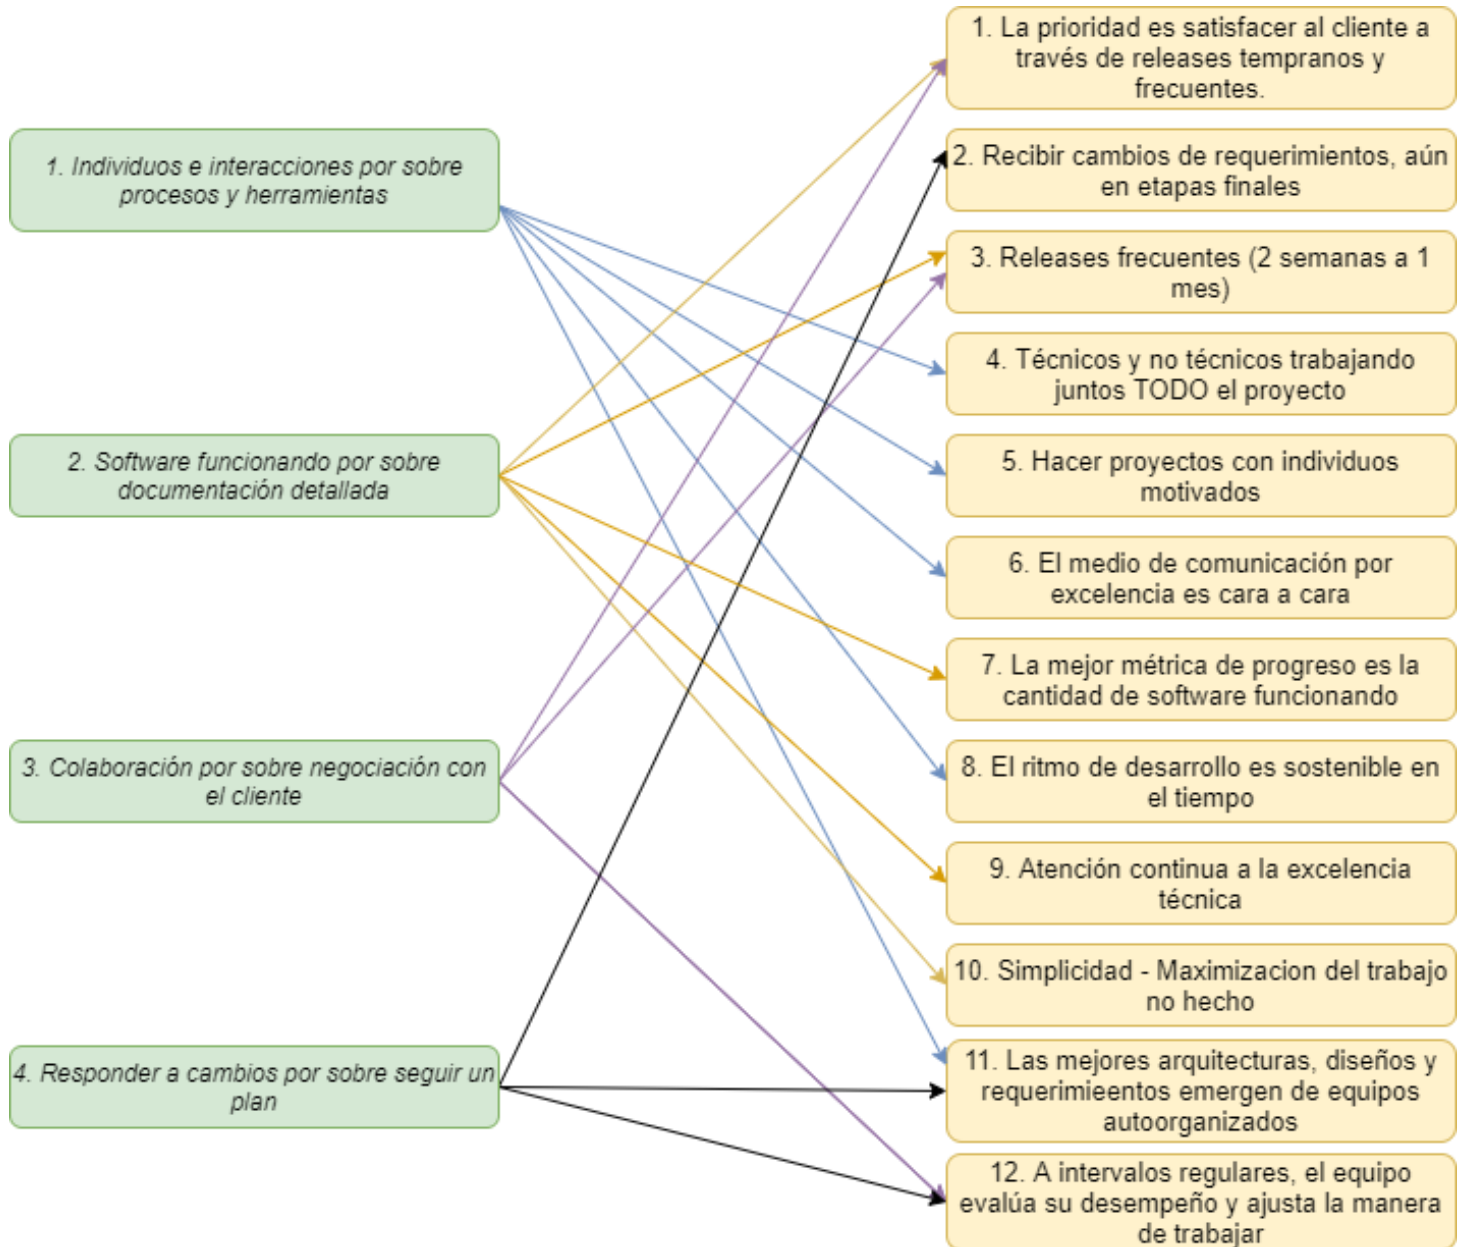 1. Individuos e interacciones por sobre
procesos y herramientas
2. Software funcionando por sobre
documentación detallada
3. Colaboración por sobre negociación con
el cliente
4. Responder a cambios por sobre seguir un
plan
1. La prioridad es satisfacer al cliente a
través de releases tempranos y
frecuentes.
2. Recibir cambios de requerimientos, aún
en etapas finales
3. Releases frecuentes (2 semanas a 1
mes)
4. Técnicos y no técnicos trabajando
juntos TODO el proyecto
5. Hacer proyectos con individuos
motivados
6. El medio de comunicación por
excelencia es cara a cara
7. La mejor métrica de progreso es la
cantidad de software funcionando
8. El ritmo de desarrollo es sostenible en
el tiempo
9. Atención continua a la excelencia
técnica
10. Simplicidad - Maximizacion del trabajo
no hecho
11. Las mejores arquitecturas, diseños y
requerimieentos emergen de equipos
autoorganizados
12. A intervalos regulares, el equipo
evalúa su desempeño y ajusta la manera
de trabajar